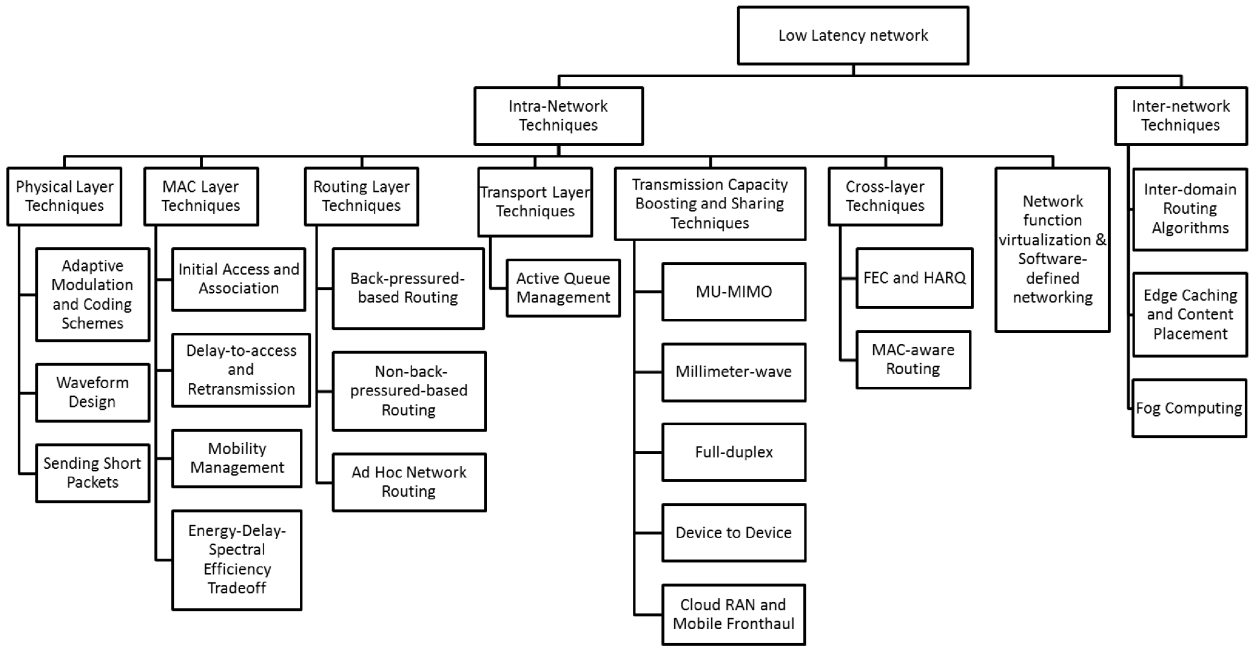 Low Latency network
Intra-Network
Techniques
Inter-network
Techniques
Physical Layer
Techniques
Adaptive
Modulation
and Coding
Schemes
Waveform
Design
Sending Short
Packets
MAC Layer
Techniques
Initial Access and
Association
Delay-to-access
and
Retransmission
Mobility
Management
Energy-Delay-
Spectral
Efficiency
Tradeoff
Routing Layer
Techniques
Back-pressured-
based Routing
Non-back-
pressured-based
Routing
Ad Hoc Network
Routing
Transport Layer
Techniques
Active Queue
Management
Transmission Capacity
Boosting and Sharing
Techniques
MU-MIMO
Millimeter-wave
Full-duplex
Device to Device
Cloud RAN and
Mobile Fronthaul
Cross-layer
Techniques
FEC and HARQ
MAC-aware
Routing
Network
function
virtualization &
Software-
defined
networking
Inter-domain
Routing
Algorithms
Edge Caching
and Content
Placement
Fog Computing